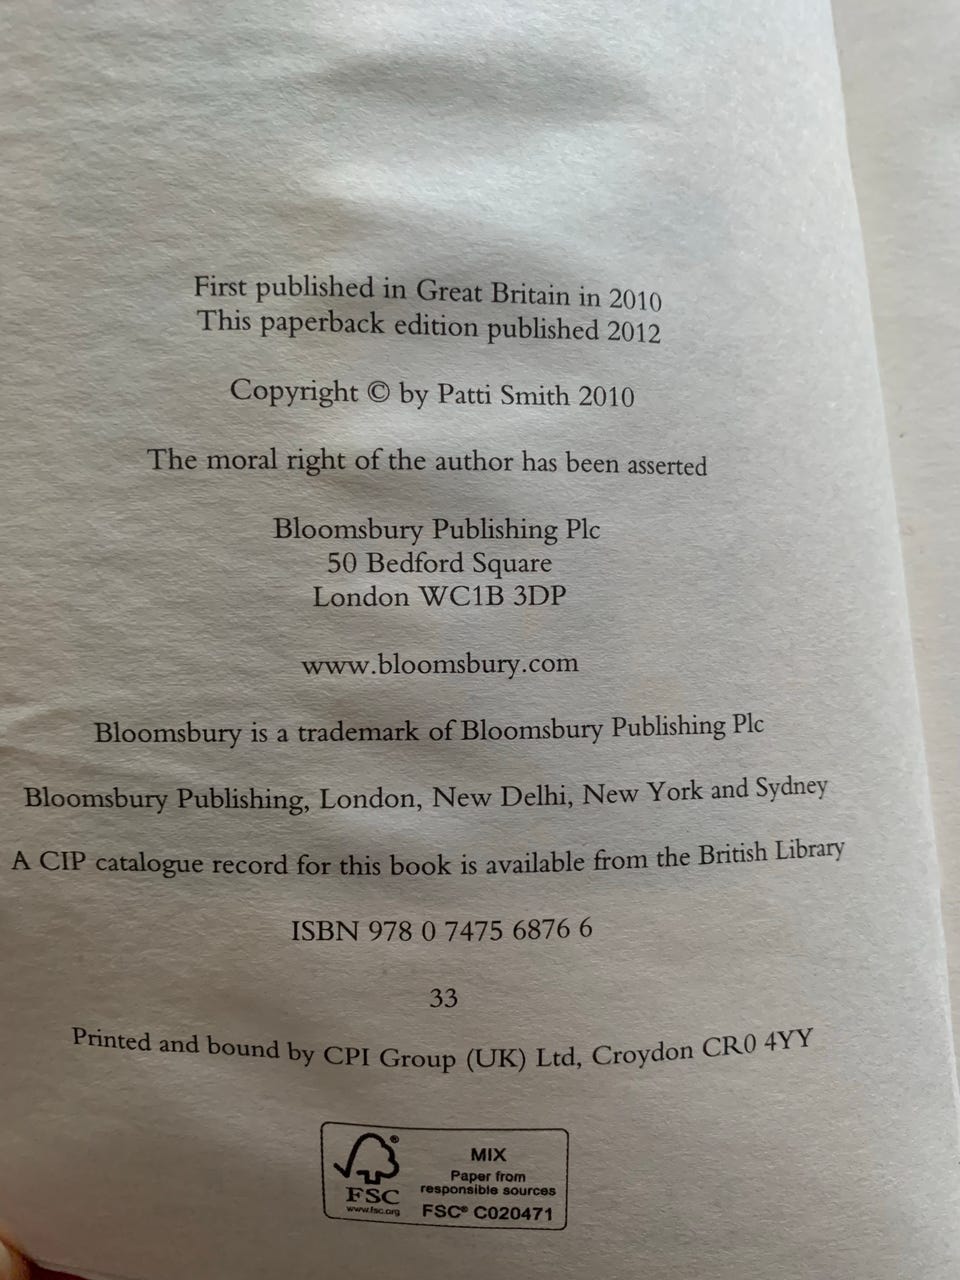 First published in Great Britain in 2010
This paperback edition published 2012
Copyright © by Patti Smith 2010
The moral right of the author has been asserted
Bloomsbury Publishing Plc
50 Bedford Square
London WC1B 3DP
www.bloomsbury.com
Bloomsbury is a trademark of Bloomsbury Publishing Plc
Bloomsbury Publishing, London, New Delhi, New York and Sydney
A CIP catalogue record for this book is available from the British Library
ISBN 978 0 7475 6876 6
33
Printed and bound by CPI Group (UK) Ltd, Croydon CR0 4YY
®
FSC
www.fsc.org
MIX
Paper from
responsible sources
FSC® C020471